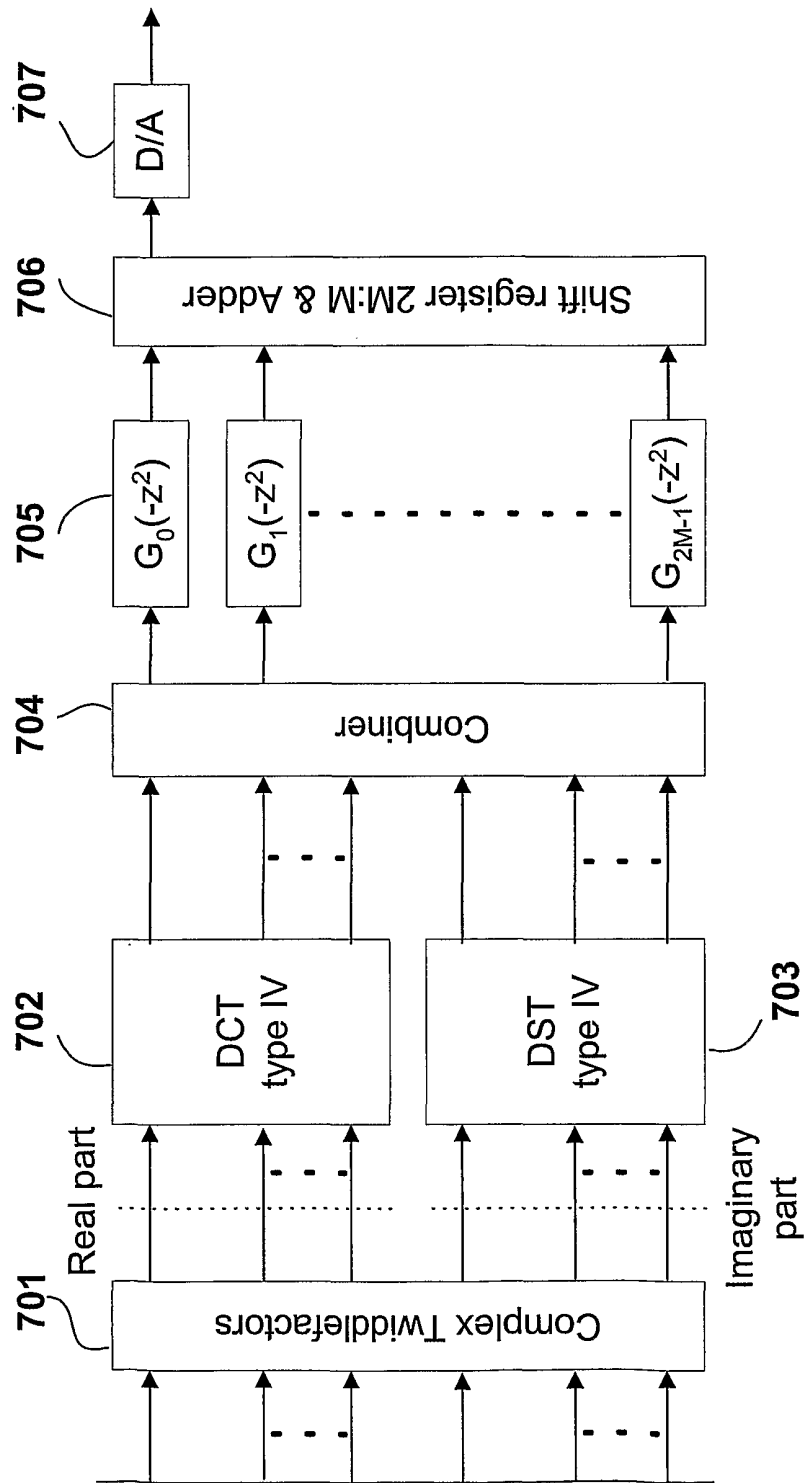 701
Complex Twiddlefactors
Real part
Imaginary
part
702
DCT
type IV
703
DST
type IV
704
Combiner
705
G₀(-z²)
G₁(-z²)
G₂M-1(-z²)
706
Shift register 2M:M & Adder
707
D/A